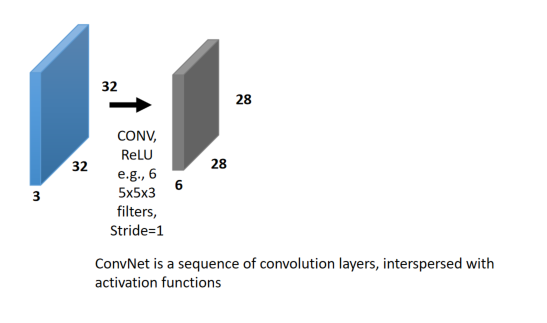 32
28
CONV,
ReLU
e.g., 6
5x5x3
filters,
Stride=1
32
28
3
6
ConvNet is a sequence of convolution layers, interspersed with
activation functions